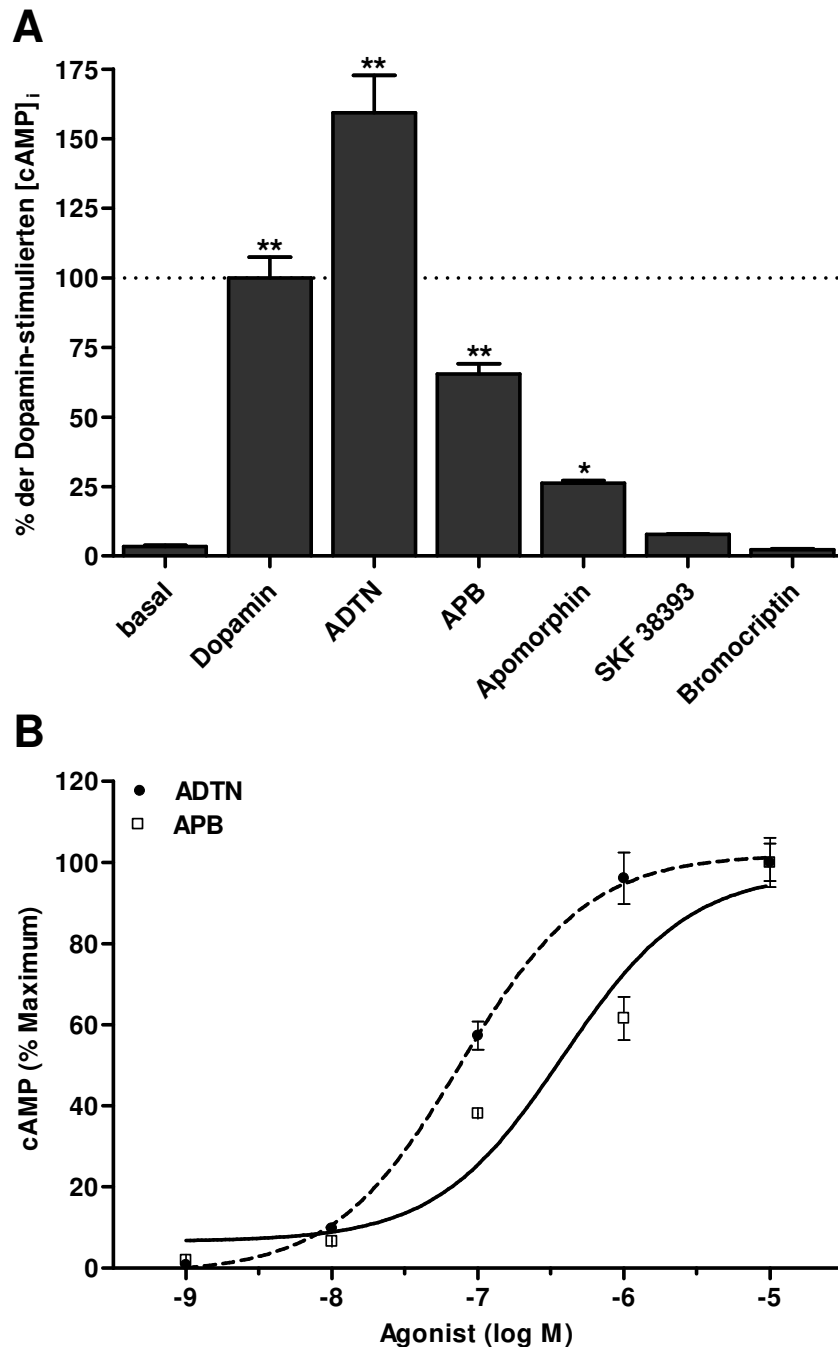 A
% der Dopamin-stimulierten [cAMP]i
175
150
125
100
75
50
25
0
**
**
**
*
basal
Dopamin
ADTN
APB
Apomorphin
SKF 38393
Bromocriptin
B
cAMP (% Maximum)
120
100
80
60
40
20
0
ADTN
APB
-9
-8
-7
-6
-5
Agonist (log M)